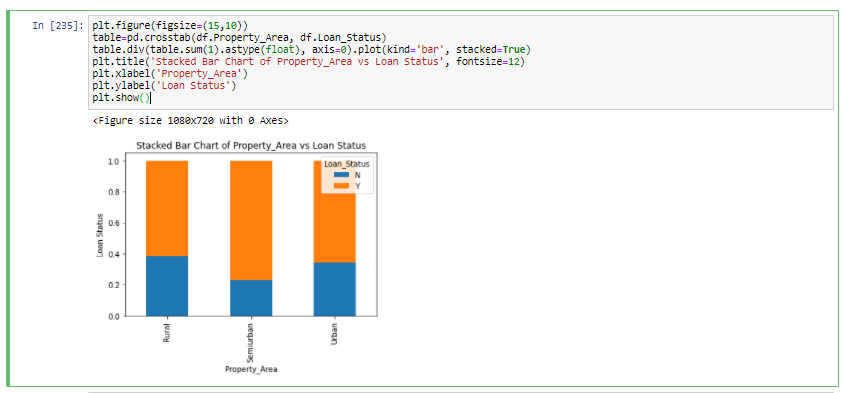 In [235]: plt.figure(figsize=(15,10))
table=pd.crosstab(df.Property_Area, df.Loan_Status)
table.div(table.sum(1).astype(float), axis=0).plot(kind='bar', stacked=True)
plt.title('Stacked Bar Chart of Property_Area vs Loan Status', fontsize=12)
plt.xlabel('Property_Area')
plt.ylabel('Loan Status')
plt.show()
<Figure size 1080x720 with 0 Axes>
Stacked Bar Chart of Property_Area vs Loan Status
Loan_Status
N
Y
1.0
0.8
0.6
0.4
0.2
0.0
Loan Status
Rural
Semiurban
Urban
Property_Area